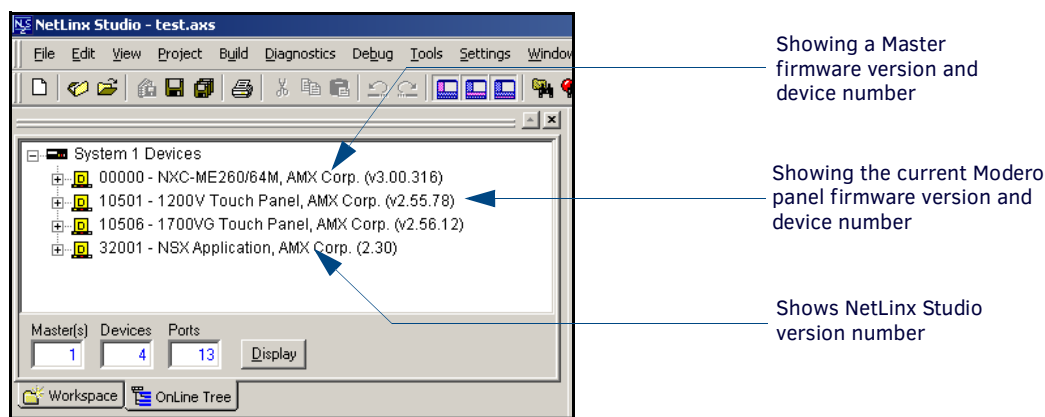 NetLinx Studio - test.axs
File Edit View Project Build Diagnostics Debug Tools Settings Window
System 1 Devices
00000 - NXC-ME260/64M, AMX Corp. (v3.00.316)
10501 - 1200V Touch Panel, AMX Corp. (v2.55.78)
10506 - 1700VG Touch Panel, AMX Corp. (v2.56.12)
32001 - NSX Application, AMX Corp. (2.30)
Master(s) Devices Ports
1 4 13 Display
Workspace OnLine Tree
Showing a Master
firmware version and
device number
Showing the current Modero
panel firmware version and
device number
Shows NetLinx Studio
version number